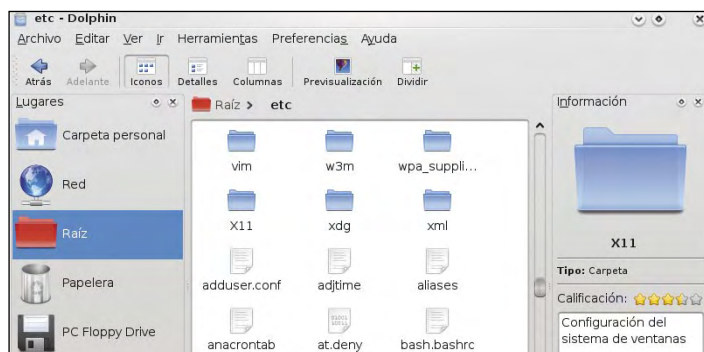 etc - Dolphin
Archivo Editar Ver Ir Herramientas Preferencias Ayuda
Atrás Adelante Iconos Detalles Columnas Previsualización Dividir
Lugares
Carpeta personal
Red
Raíz
Papelera
PC Floppy Drive
Raíz > etc
vim w3m wpa_suppli...
X11 xdg xml
adduser.conf adjtime aliases
anacrontab at.deny bash.bashrc
Información
X11
Tipo: Carpeta
Calificación:
Configuración del
sistema de ventanas